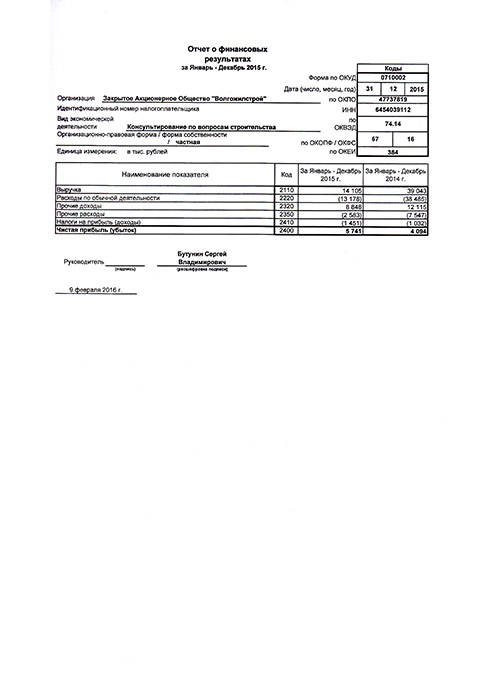 Отчет о финансовых
результатах
за Январь - Декабрь 2015 г.
Коды
Форма по ОКУД 0710002
Дата (число, месяц, год) 31 12 2015
Организация Закрытое Акционерное Общество "Волгожилстрой" по ОКПО 47737819
Идентификационный номер налогоплательщика ИНН 6454039112
Вид экономической
деятельности Консультирование по вопросам строительства по ОКВЭД 74.14
Организационно-правовая форма / форма собственности
/ частная по ОКОПФ / ОКФС 67 16
Единица измерения: в тыс. рублей по ОКЕИ 384
Наименование показателя Код За Январь - Декабрь 2015 г. За Январь - Декабрь 2014 г.
Выручка 2110 14 105 39 043
Расходы по обычной деятельности 2220 (13 178) (38 485)
Прочие доходы 2320 8 848 12 115
Прочие расходы 2350 (2 583) (7 547)
Налоги на прибыль (доходы) 2410 (1 451) (1 032)
Чистая прибыль (убыток) 2400 5 741 4 094
Бутунин Сергей
Руководитель Владимирович
(подпись) (расшифровка подписи)
9 февраля 2016 г.